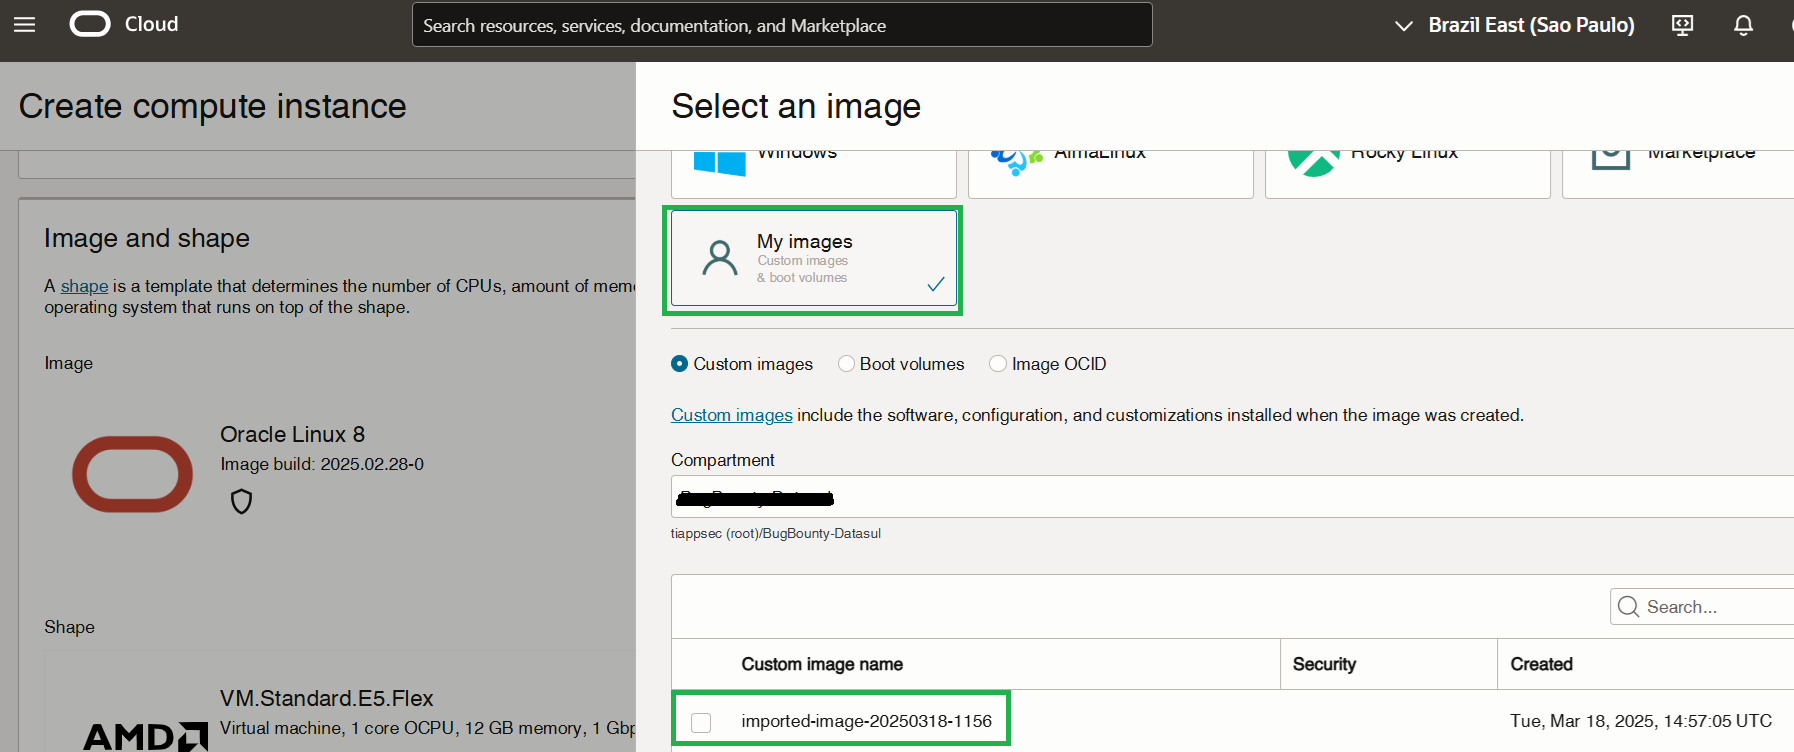 Cloud
Search resources, services, documentation, and Marketplace
Brazil East (Sao Paulo)
Create compute instance
Select an image
Windows
AlmaLinux
Rocky Linux
Marketplace
My images
Custom images
& boot volumes
Image and shape
A shape is a template that determines the number of CPUs, amount of
operating system that runs on top of the shape.
Image
Oracle Linux 8
Image build: 2025.02.28-0
Shape
VM.Standard.E5.Flex
Virtual machine, 1 core OCPU, 12 GB memory, 1 Gbp
AMD
Custom images
Boot volumes
Image OCID
Custom images include the software, configuration, and customizations installed when the image was created.
Compartment
tiappsec (root)/BugBounty-Datasul
Search...
Custom image name
Security
Created
imported-image-20250318-1156
Tue, Mar 18, 2025, 14:57:05 UTC